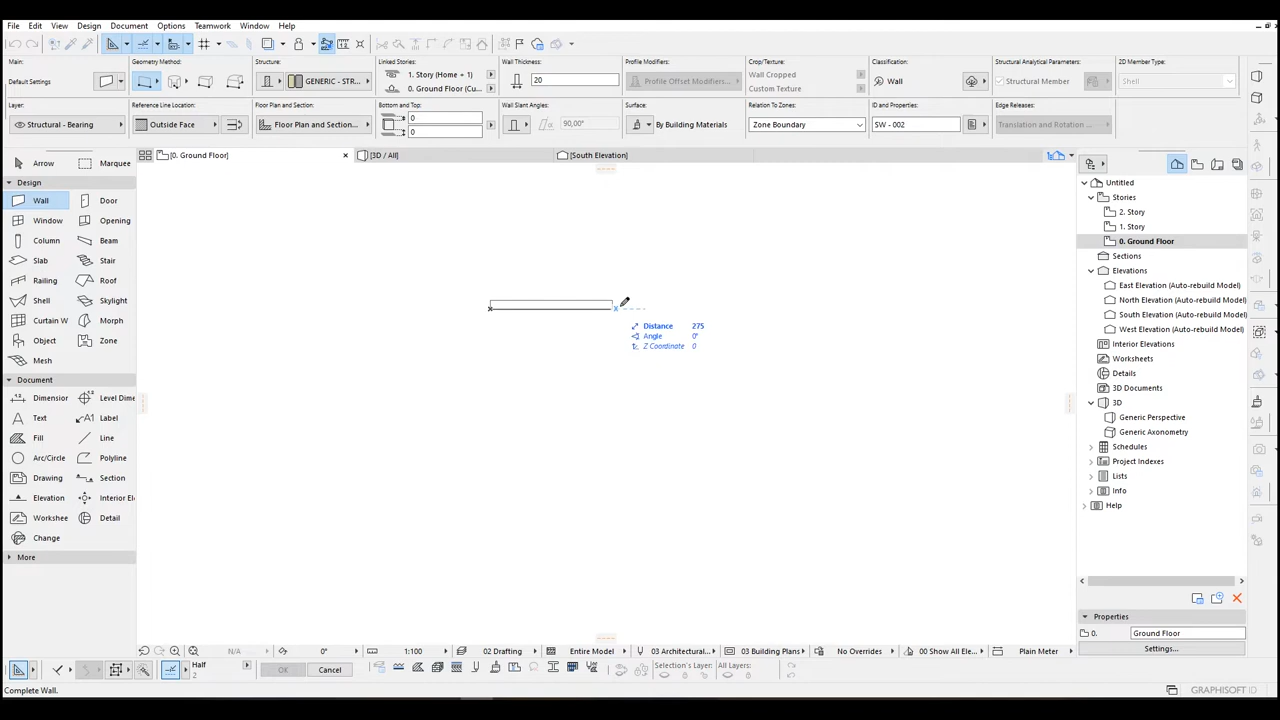 File Edit View Design Document Options Teamwork Window Help
Main: Geometry Method: Structure: Linked Stories: Wall Thickness: Profile Modifiers: Crop/Texture: Classification and Category: Structural Analytical Parameters: 2D Member Type:
Default Settings
GENERIC - STR...
1. Story (Home + 1)
0. Ground Floor (Cu...
20
Profile Offset Modifiers...
Wall Cropped
Custom Texture
Wall
Structural Member
Shell
Layer: Reference Line Location: Floor Plan and Section: Bottom and Top: Wall Slant Angles: Surface: Relation To Zones: ID and Properties: Edge Releases:
Structural - Bearing
Outside Face
Floor Plan and Section...
0
0
90,00°
By Building Materials
Zone Boundary
SW - 002
Translation and Rotation ...
[0. Ground Floor]
[3D / All]
[South Elevation]
Arrow Marquee
Design
Wall Door
Window Opening
Column Beam
Slab Stair
Railing Roof
Shell Skylight
Curtain W Morph
Object Zone
Mesh
Document
Dimensior Level Dime
Text A1 Label
Fill Line
Arc/Circle Polyline
Drawing Section
Elevation Interior El
Workshee Detail
Change
More
Distance 275
Angle 0°
Z Coordinate 0
Untitled
Stories
2. Story
1. Story
0. Ground Floor
Sections
Elevations
East Elevation (Auto-rebuild Model)
North Elevation (Auto-rebuild Model)
South Elevation (Auto-rebuild Model)
West Elevation (Auto-rebuild Model)
Interior Elevations
Worksheets
Details
3D Documents
3D
Generic Perspective
Generic Axonometry
Schedules
Project Indexes
Lists
Info
Help
Properties
0. Ground Floor
Settings...
N/A 0° 1:100 02 Drafting Entire Model 03 Architectural... 03 Building Plans No Overrides 00 Show All Ele... Plain Meter
Half
2
OK
Cancel
Selection's Layer: All Layers:
Complete Wall.
GRAPHISOFT ID